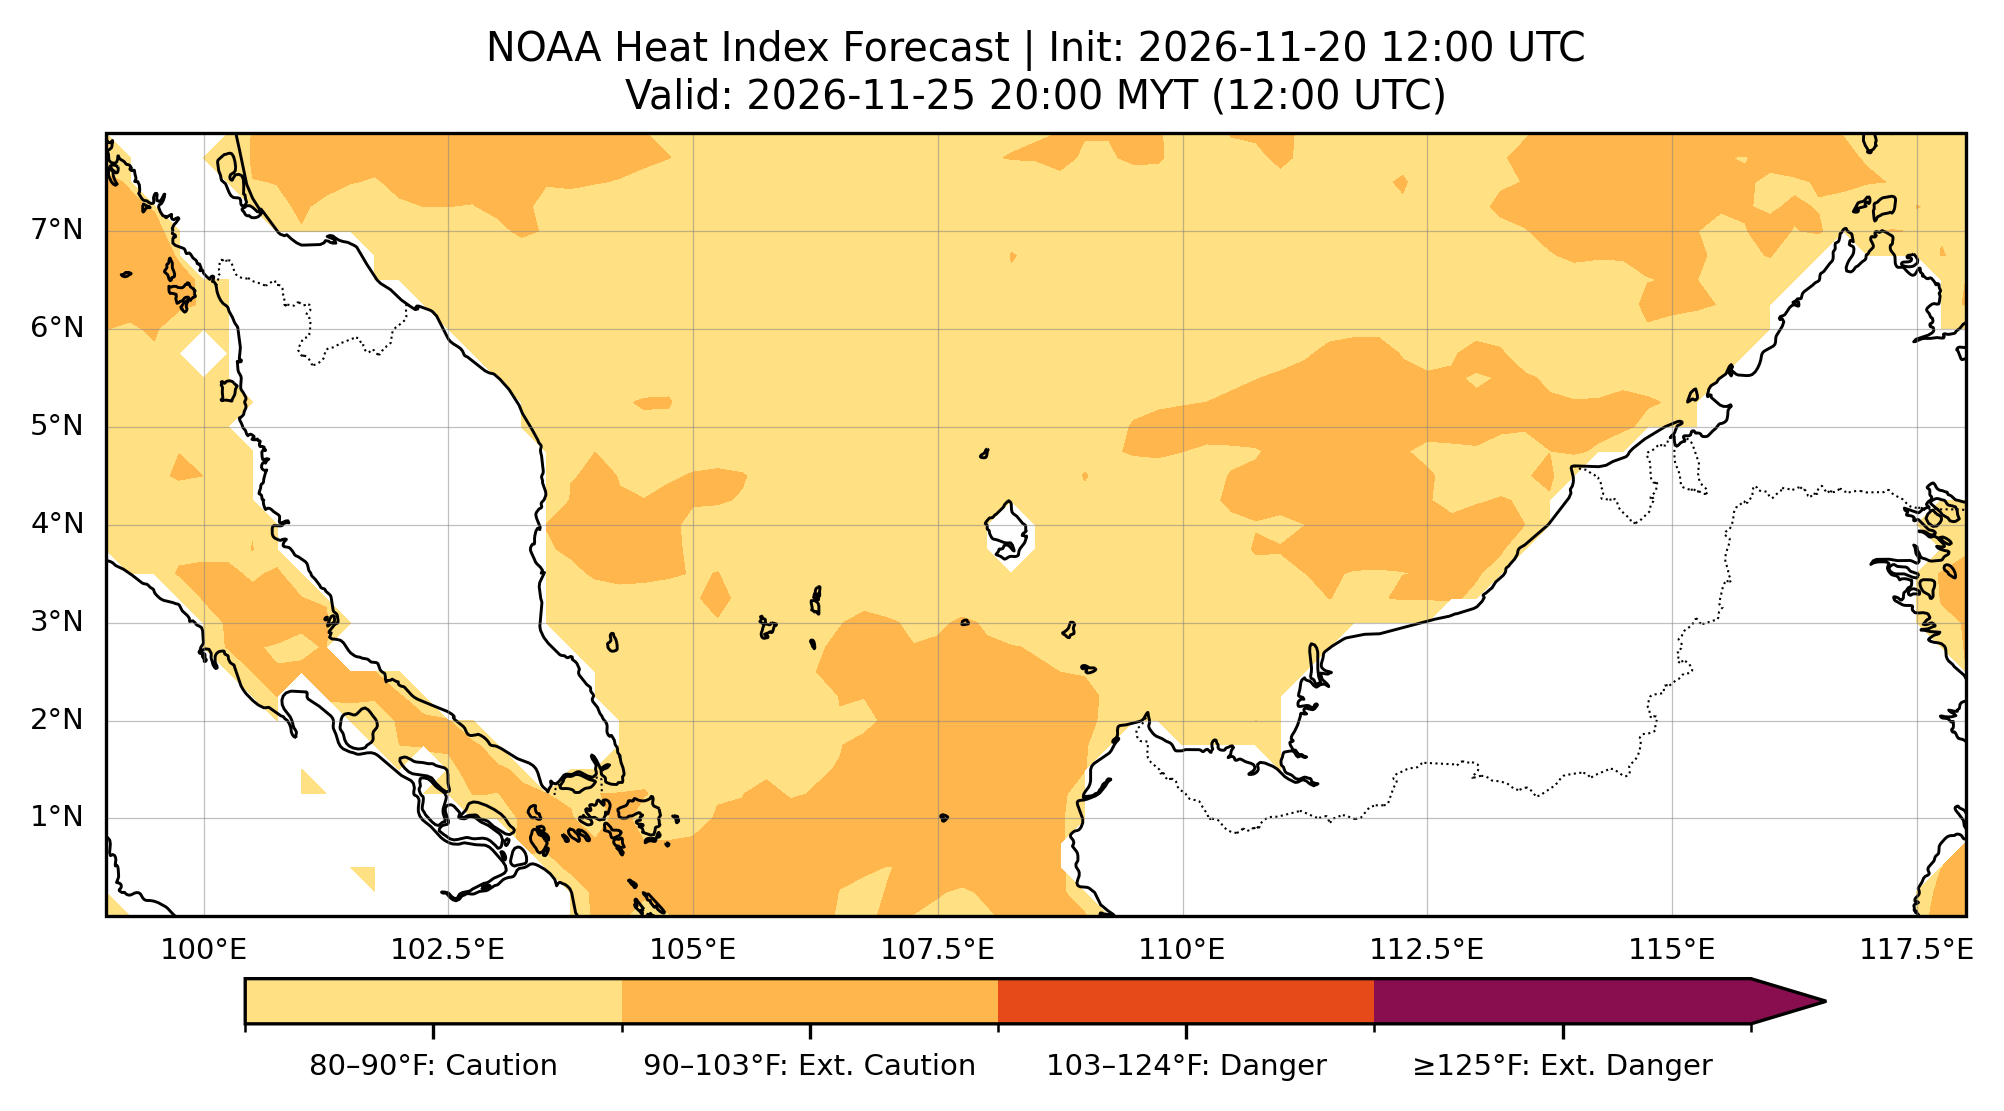 NOAA Heat Index Forecast | Init: 2026-11-20 12:00 UTC
Valid: 2026-11-25 20:00 MYT (12:00 UTC)
7°N
6°N
5°N
4°N
3°N
2°N
1°N
100°E 102.5°E 105°E 107.5°E 110°E 112.5°E 115°E 117.5°E
80–90°F: Caution 90–103°F: Ext. Caution 103–124°F: Danger ≥125°F: Ext. Danger